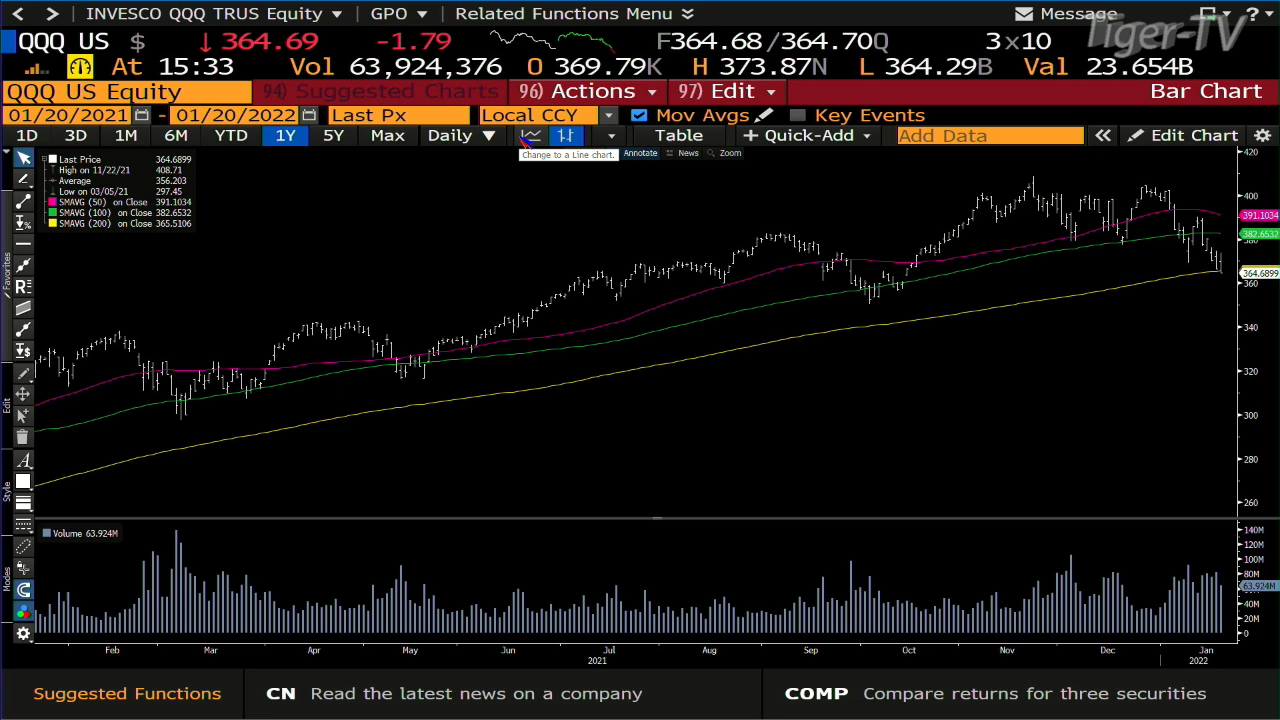 INVESCO QQQ TRUS Equity GPO Related Functions Menu Message ?
Tiger-TV
QQQ US $ ↓ 364.69 -1.79 F364.68/364.70Q 3x10
At 15:33 Vol 63,924,376 O 369.79K H 373.87N L 364.29B Val 23.654B
QQQ US Equity 94) Suggested Charts 96) Actions 97) Edit Bar Chart
01/20/2021 - 01/20/2022 Last Px Local CCY Mov Avgs Key Events
1D 3D 1M 6M YTD 1Y 5Y Max Daily ▼ Table + Quick-Add Add Data « Edit Chart
Change to a Line chart. Annotate News Zoom
Last Price 364.6899
High on 11/22/21 408.71
Average 356.203
Low on 03/05/21 297.45
SMAVG (50) on Close 391.1034
SMAVG (100) on Close 382.6532
SMAVG (200) on Close 365.5106
420
400
391.1034
382.6532
380
364.6899
360
340
320
300
280
260
Favorites
Edit
Style
Modes
Volume 63.924M
140M
120M
100M
80M
63.924M
40M
20M
0
Feb Mar Apr May Jun Jul Aug Sep Oct Nov Dec Jan
2021 2022
Suggested Functions CN Read the latest news on a company COMP Compare returns for three securities